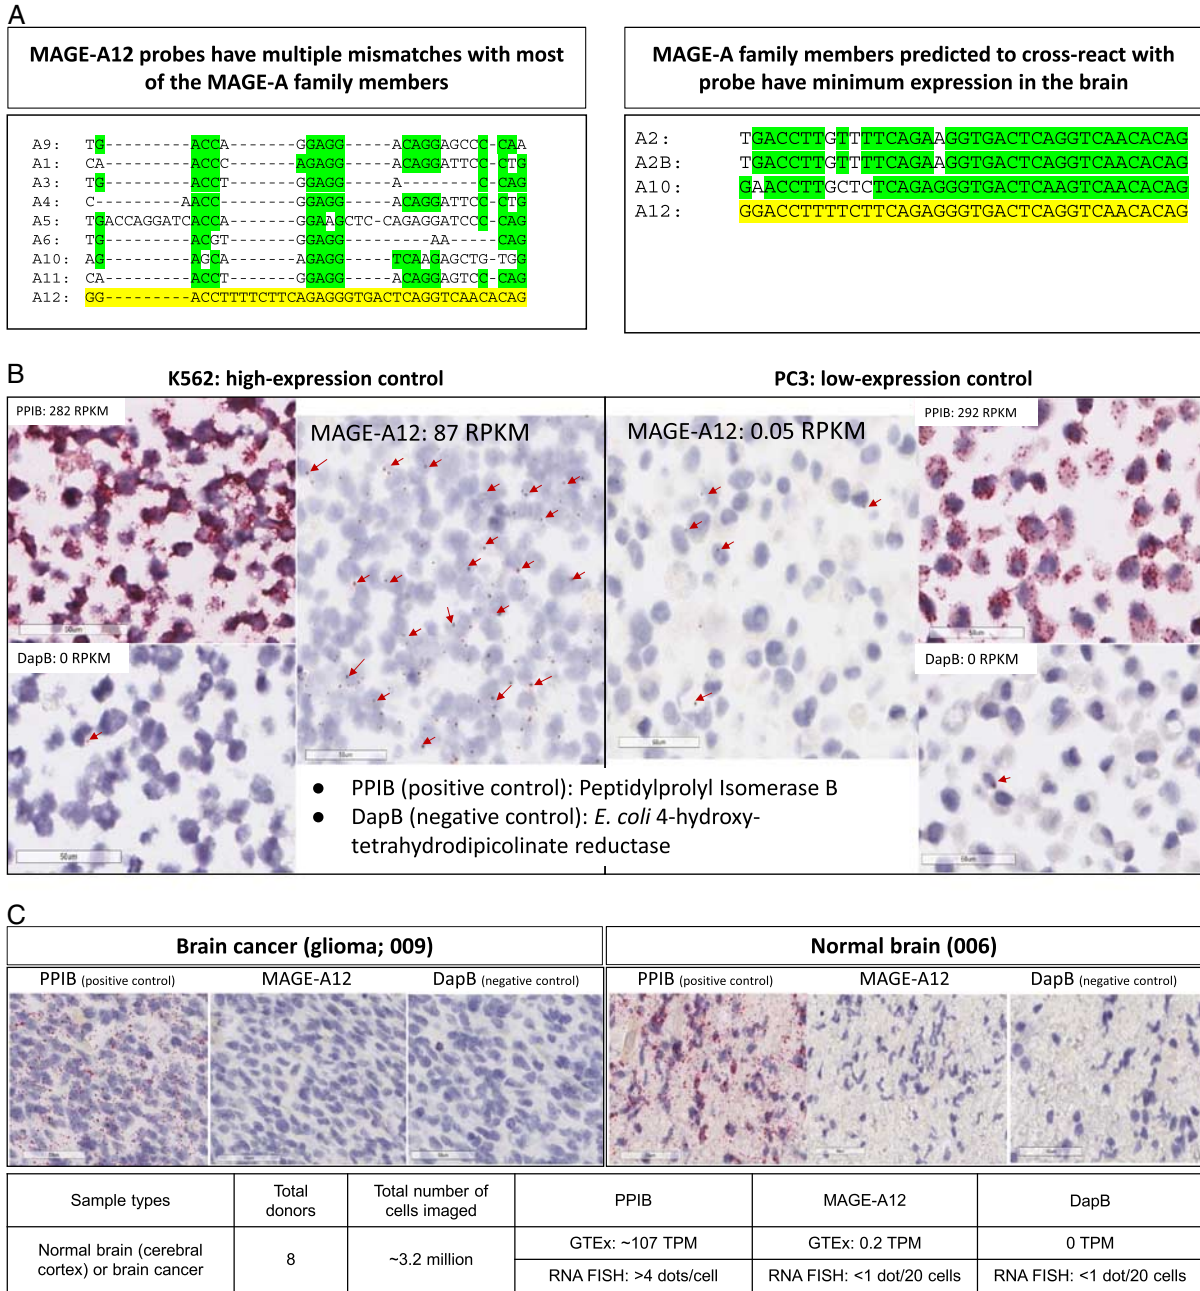 A
MAGE-A12 probes have multiple mismatches with most
of the MAGE-A family members
A9: TG---------ACCA-------GGAGG-----ACAGGAGCCC-CAA
A1: CA---------ACCC-------AGAGG-----ACAGGATTCC-CTG
A3: TG---------ACCT-------GGAGG-----A--------C-CAG
A4: C---------AACC--------GGAGG-----ACAGGATTCC-CTG
A5: TGACCAGGATCACCA-------GGAAGCTC-CAGAGGATCCC-CAG
A6: TG---------ACGT-------GGAGG---------AA-----CAG
A10: AG---------AGCA-------AGAGG-----TCAAGAGCTG-TGG
A11: CA---------ACCT-------GGAGG-----ACAGGAGTCC-CAG
A12: GG---------ACCTTTTCTTCAGAGGGTGACTCAGGTCAACACAG
MAGE-A family members predicted to cross-react with
probe have minimum expression in the brain
A2: TGACCTTGTTTTCAGAAGGTGACTCAGGTCAACACAG
A2B: TGACCTTGTTTTCAGAAGGTGACTCAGGTCAACACAG
A10: GAACCTTGCTCTCAGAGGGTGACTCAAGTCAACACAG
A12: GGACCTTTTCTTCAGAGGGTGACTCAGGTCAACACAG
B
K562: high-expression control
PC3: low-expression control
PPIB: 282 RPKM
MAGE-A12: 87 RPKM
MAGE-A12: 0.05 RPKM
PPIB: 292 RPKM
50um
50um
DapB: 0 RPKM
DapB: 0 RPKM
50um
50um
50um
50um
● PPIB (positive control): Peptidylprolyl Isomerase B
● DapB (negative control): E. coli 4-hydroxy-
tetrahydrodipicolinate reductase
C
Brain cancer (glioma; 009)
Normal brain (006)
PPIB (positive control)
MAGE-A12
DapB (negative control)
PPIB (positive control)
MAGE-A12
DapB (negative control)
Sample types
Total
donors
Total number of
cells imaged
PPIB
MAGE-A12
DapB
Normal brain (cerebral
cortex) or brain cancer
8
~3.2 million
GTEx: ~107 TPM
GTEx: 0.2 TPM
0 TPM
RNA FISH: >4 dots/cell
RNA FISH: <1 dot/20 cells
RNA FISH: <1 dot/20 cells